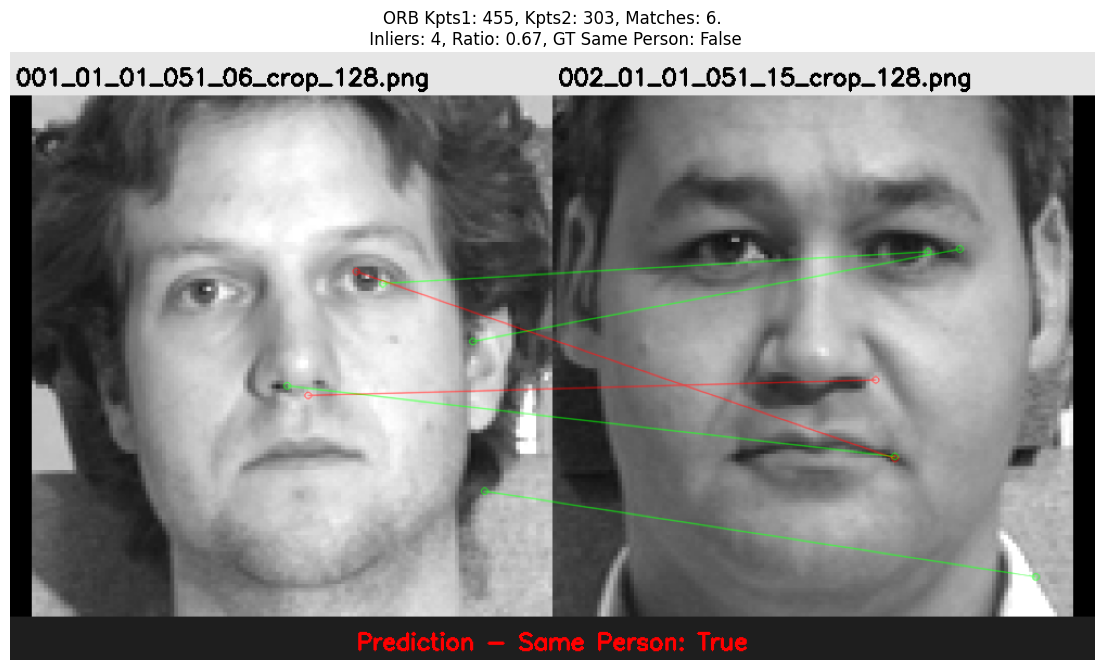 ORB Kpts1: 455, Kpts2: 303, Matches: 6.
Inliers: 4, Ratio: 0.67, GT Same Person: False
001_01_01_051_06_crop_128.png
002_01_01_051_15_crop_128.png
Prediction - Same Person: True